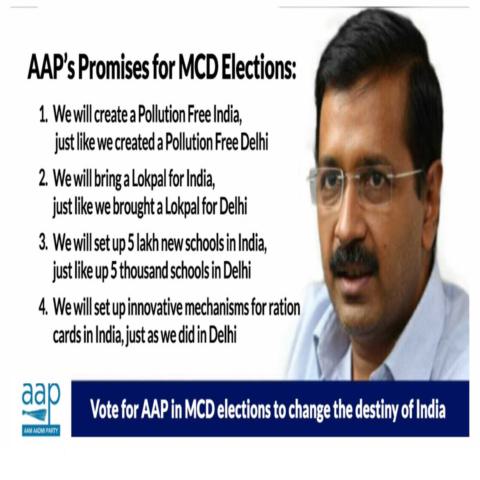 AAP's Promises for MCD Elections:
1. We will create a Pollution Free India,
just like we created a Pollution Free Delhi
2. We will bring a Lokpal for India,
just like we brought a Lokpal for Delhi
3. We will set up 5 lakh new schools in India,
just like up 5 thousand schools in Delhi
4. We will set up innovative mechanisms for ration
cards in India, just as we did in Delhi
aap
AAM AADMI PARTY
Vote for AAP in MCD elections to change the destiny of India